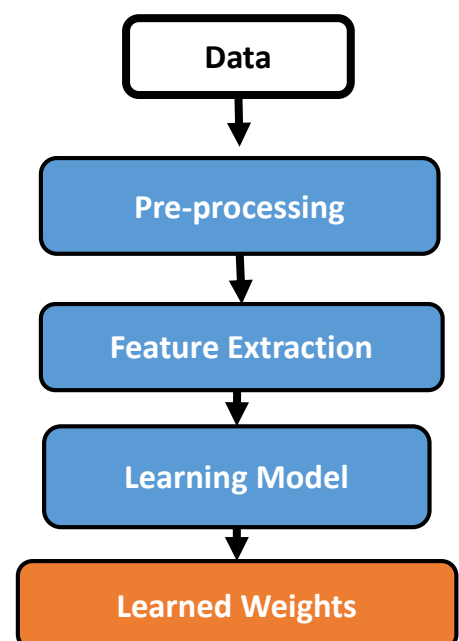 Data
Pre-processing
Feature Extraction
Learning Model
Learned Weights